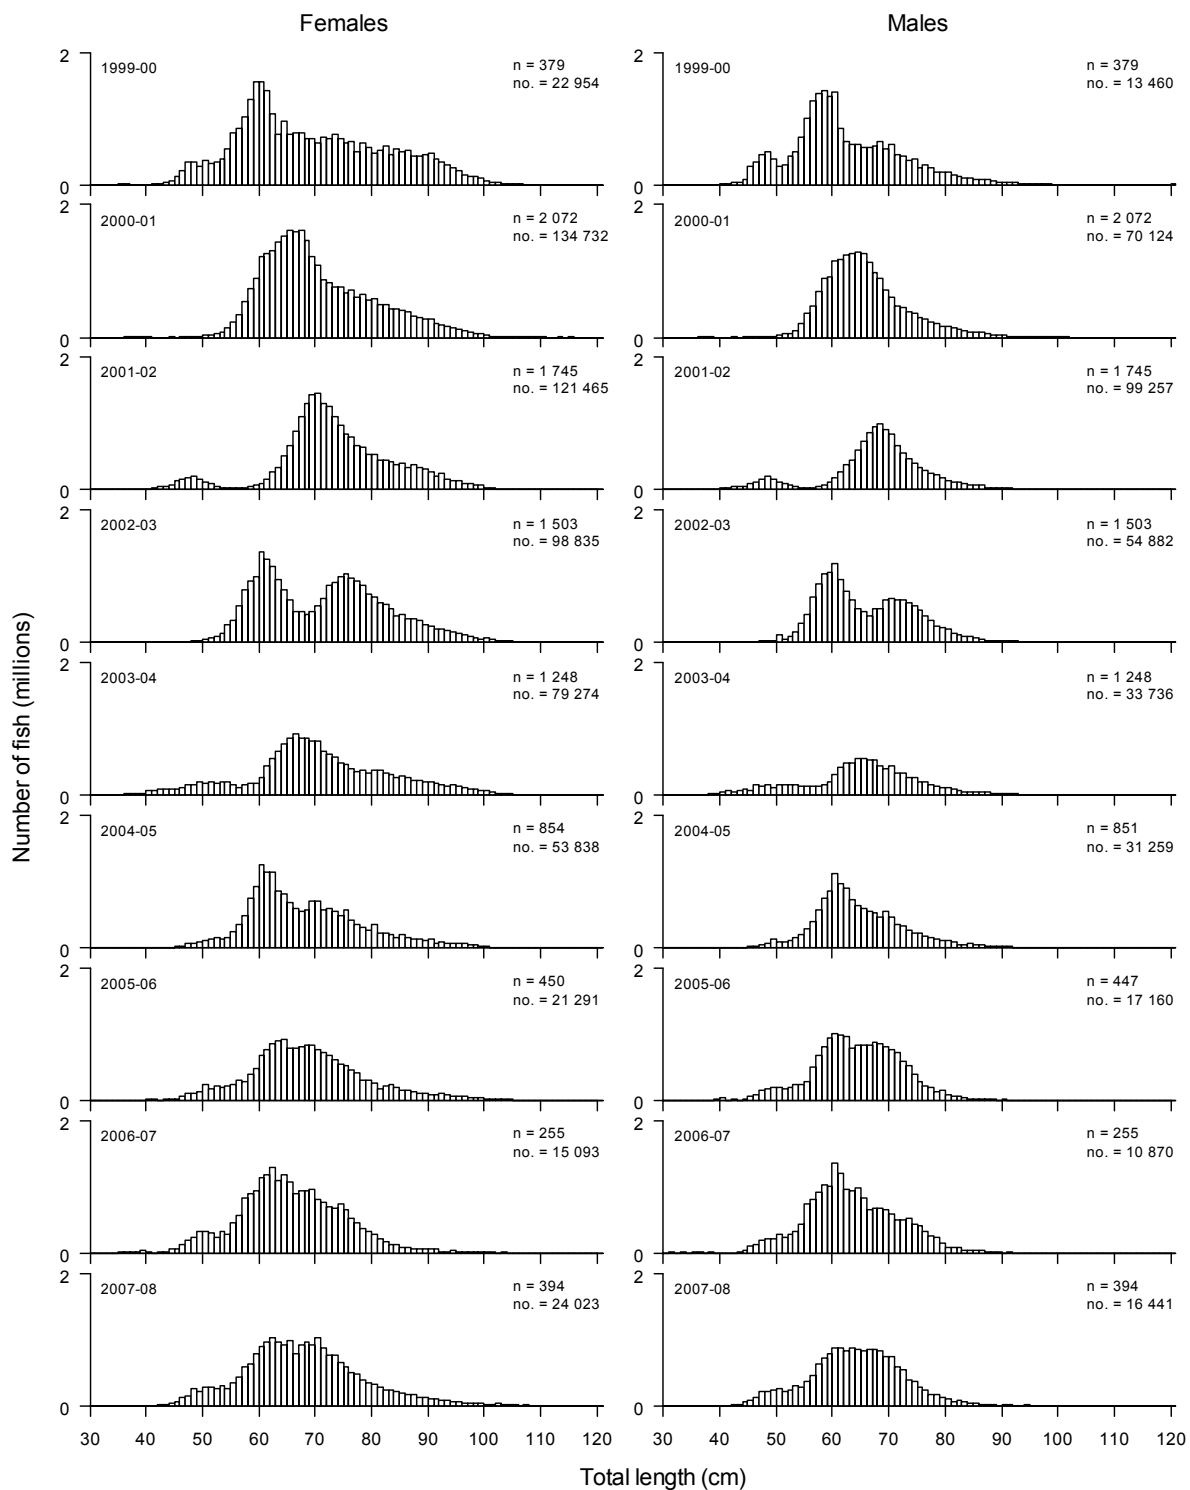 Females Males
2
1999-00
n = 379
no. = 22 954
0
2
1999-00
n = 379
no. = 13 460
0
2
2000-01
n = 2 072
no. = 134 732
0
2
2000-01
n = 2 072
no. = 70 124
0
2
2001-02
n = 1 745
no. = 121 465
0
2
2001-02
n = 1 745
no. = 99 257
0
2
2002-03
n = 1 503
no. = 98 835
0
2
2002-03
n = 1 503
no. = 54 882
0
2
2003-04
n = 1 248
no. = 79 274
0
2
2003-04
n = 1 248
no. = 33 736
0
2
2004-05
n = 854
no. = 53 838
0
2
2004-05
n = 851
no. = 31 259
0
2
2005-06
n = 450
no. = 21 291
0
2
2005-06
n = 447
no. = 17 160
0
2
2006-07
n = 255
no. = 15 093
0
2
2006-07
n = 255
no. = 10 870
0
2
2007-08
n = 394
no. = 24 023
0
2
2007-08
n = 394
no. = 16 441
0
30 40 50 60 70 80 90 100 110 120
30 40 50 60 70 80 90 100 110 120
Number of fish (millions)
Total length (cm)